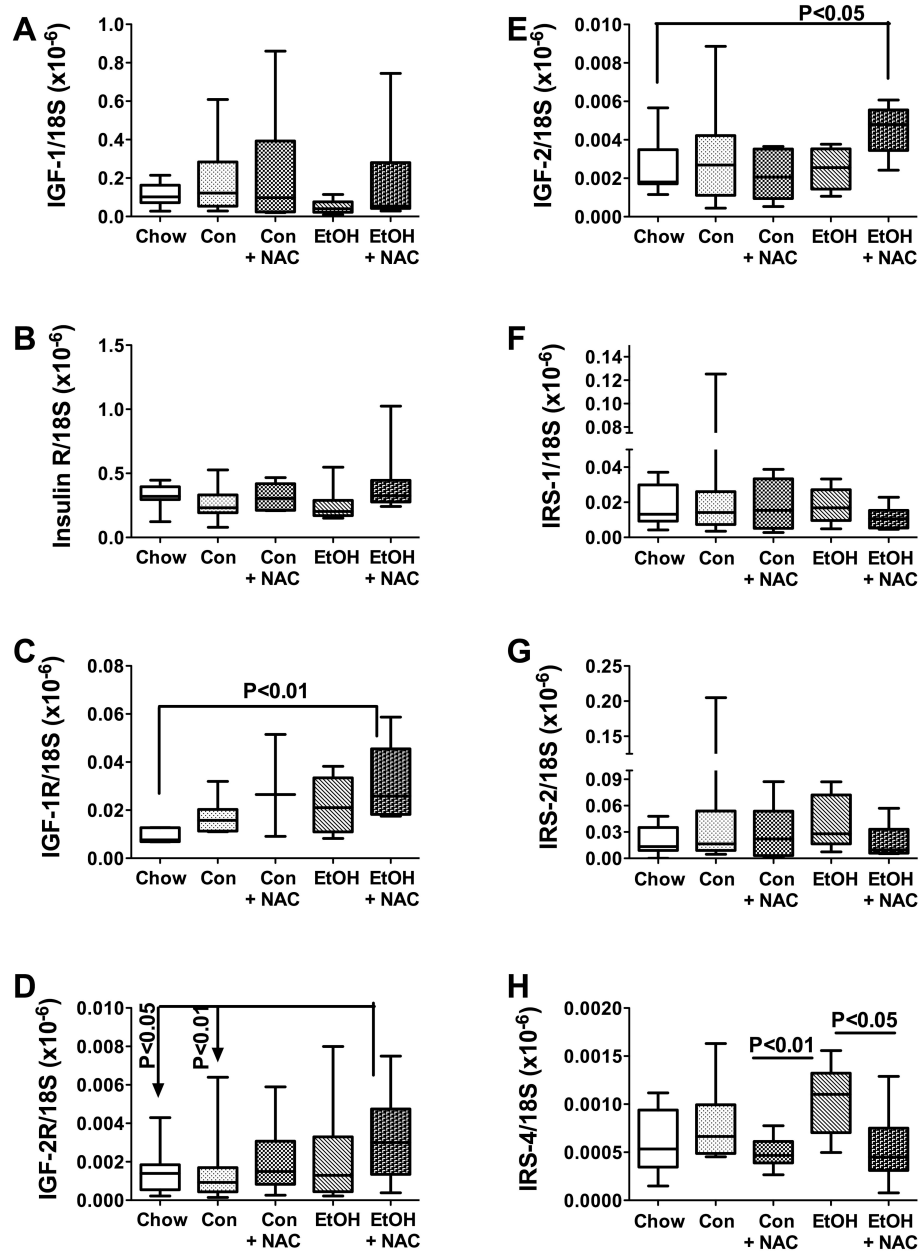 A
IGF-1/18S (x10-6)
1.0
0.8
0.6
0.4
0.2
0.0
Chow
Con
Con
+ NAC
EtOH
EtOH
+ NAC
B
Insulin R/18S (x10-6)
1.5
1.0
0.5
0.0
Chow
Con
Con
+ NAC
EtOH
EtOH
+ NAC
C
IGF-1R/18S (x10-6)
0.08
0.06
0.04
0.02
0.00
P<0.01
Chow
Con
Con
+ NAC
EtOH
EtOH
+ NAC
D
IGF-2R/18S (x10-6)
0.010
0.008
0.006
0.004
0.002
0.000
P<0.05
P<0.01
Chow
Con
Con
+ NAC
EtOH
EtOH
+ NAC
E
IGF-2/18S (x10-6)
0.010
0.008
0.006
0.004
0.002
0.000
P<0.05
Chow
Con
Con
+ NAC
EtOH
EtOH
+ NAC
F
IRS-1/18S (x10-6)
0.14
0.12
0.10
0.08
0.04
0.02
0.00
Chow
Con
Con
+ NAC
EtOH
EtOH
+ NAC
G
IRS-2/18S (x10-6)
0.25
0.20
0.15
0.09
0.06
0.03
0.00
Chow
Con
Con
+ NAC
EtOH
EtOH
+ NAC
H
IRS-4/18S (x10-6)
0.0020
0.0015
0.0010
0.0005
0.0000
P<0.01
P<0.05
Chow
Con
Con
+ NAC
EtOH
EtOH
+ NAC